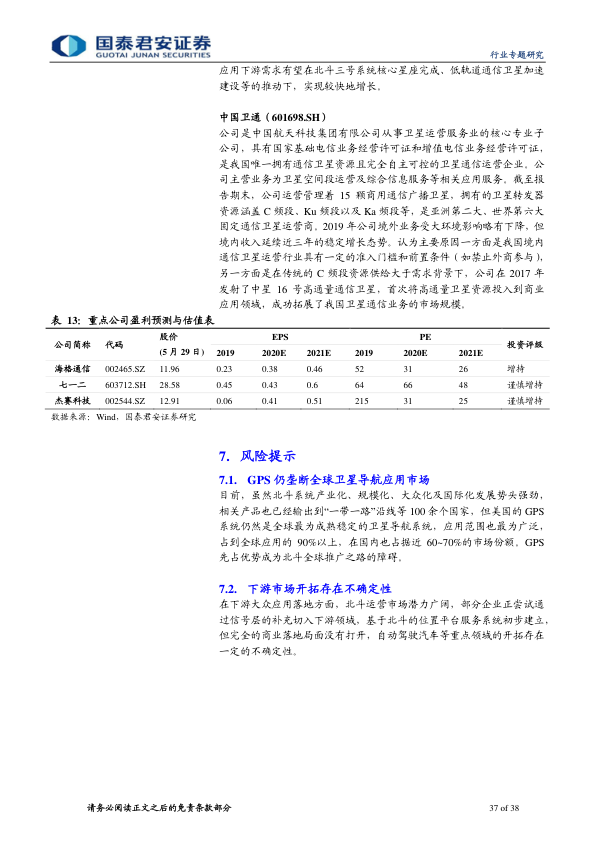 国泰君安证券
GUOTAI JUNAN SECURITIES
行业专题研究
应用下游需求有望在北斗三号系统核心星座完成、低轨道通信卫星加速
建设等的推动下，实现较快地增长。
中国卫通（601698.SH）
公司是中国航天科技集团有限公司从事卫星运营服务业的核心专业子
公司，具有国家基础电信业务经营许可证和增值电信业务经营许可证，
是我国唯一拥有通信卫星资源且完全自主可控的卫星通信运营企业。公
司主营业务为卫星空间段运营及综合信息服务等相关应用服务。截至报
告期末，公司运营管理着 15 颗商用通信广播卫星，拥有的卫星转发器
资源涵盖 C 频段、Ku 频段以及 Ka 频段等，是亚洲第二大、世界第六大
固定通信卫星运营商。2019 年公司境外业务受大环境影响略有下降，但
境内收入延续近三年的稳定增长态势。认为主要原因一方面是我国境内
通信卫星运营行业具有一定的准入门槛和前置条件（如禁止外商参与），
另一方面是在传统的 C 频段资源供给大于需求背景下，公司在 2017 年
发射了中星 16 号高通量通信卫星，首次将高通量卫星资源投入到商业
应用领域，成功拓展了我国卫星通信业务的市场规模。
表 13：重点公司盈利预测与估值表
公司简称 代码 股价 EPS PE 投资评级
(5 月 29 日) 2019 2020E 2021E 2019 2020E 2021E
海格通信 002465.SZ 11.96 0.23 0.38 0.46 52 31 26 增持
七一二 603712.SH 28.58 0.45 0.43 0.6 64 66 48 谨慎增持
杰赛科技 002544.SZ 12.91 0.06 0.41 0.51 215 31 25 谨慎增持
数据来源：Wind，国泰君安证券研究
7. 风险提示
7.1. GPS 仍垄断全球卫星导航应用市场
目前，虽然北斗系统产业化、规模化、大众化及国际化发展势头强劲，
相关产品也已经输出到“一带一路”沿线等 100 余个国家，但美国的 GPS
系统仍然是全球最为成熟稳定的卫星导航系统，应用范围也最为广泛，
占到全球应用的 90%以上，在国内也占据近 60~70%的市场份额。GPS
先占优势成为北斗全球推广之路的障碍。
7.2. 下游市场开拓存在不确定性
在下游大众应用落地方面，北斗运营市场潜力广阔，部分企业正尝试通
过信号层的补充切入下游领域，基于北斗的位置平台服务系统初步建立，
但完全的商业落地局面没有打开，自动驾驶汽车等重点领域的开拓存在
一定的不确定性。
请务必阅读正文之后的免责条款部分
37 of 38